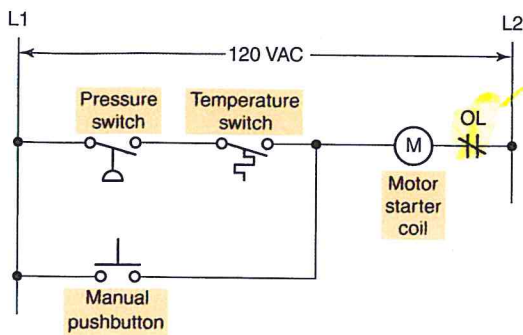 L1
L2
120 VAC
Pressure
switch
Temperature
switch
OL
M
Motor
starter
coil
Manual
pushbutton